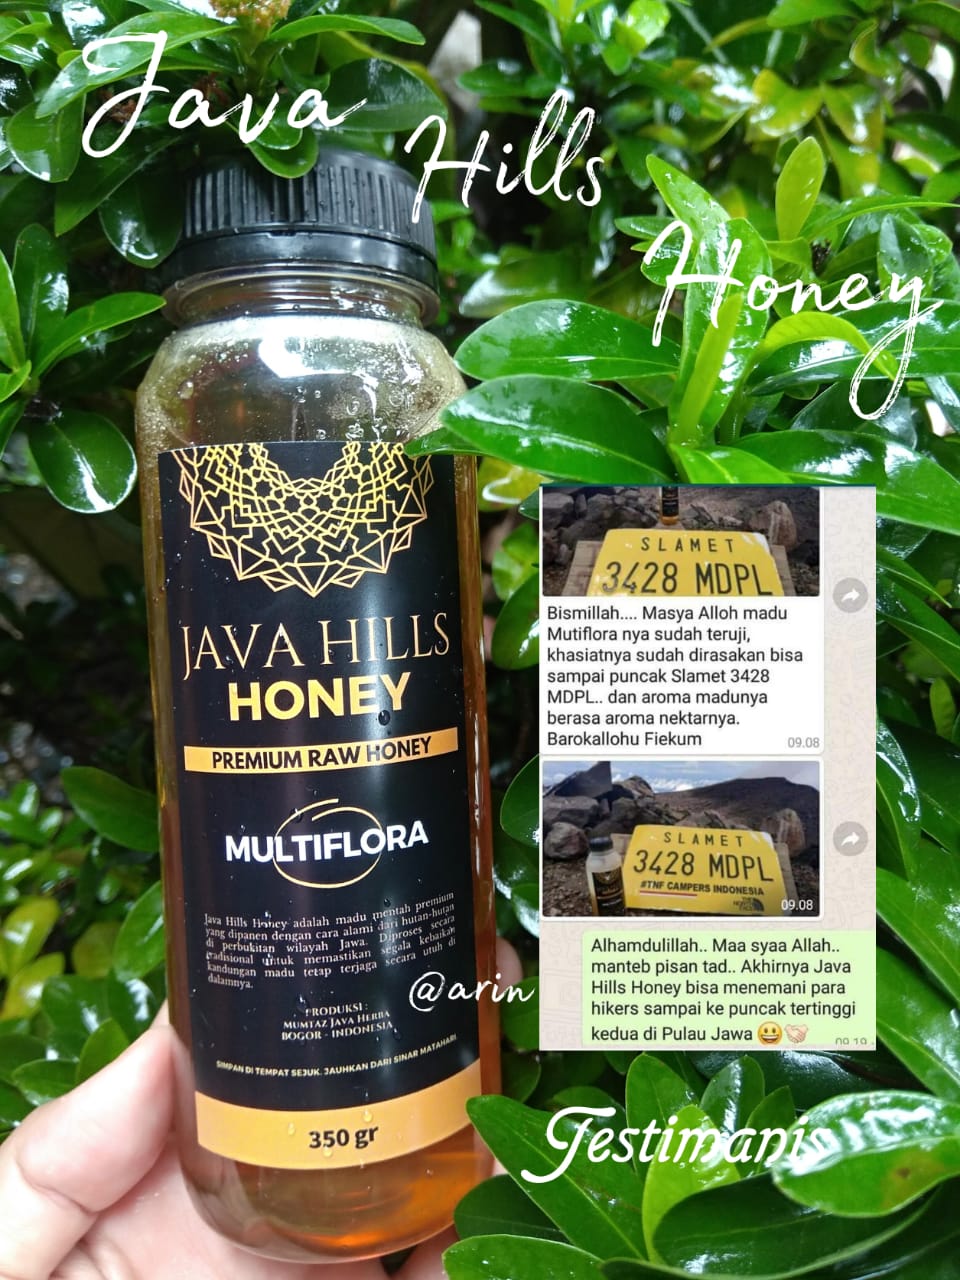 Java
Hills
Honey
JAVA HILLS
HONEY
PREMIUM RAW HONEY
MULTIFLORA
Java Hills Honey adalah madu mentah premium
yang dipanen dengan cara alami dari hutan-hutan
di perbukitan wilayah Jawa. Diproses secara
tradisional untuk memastikan segala kebaikan
kandungan madu tetap terjaga secara utuh di
dalamnya.
PRODUKSI :
MUMTAZ JAVA HERBA
BOGOR - INDONESIA
SIMPAN DI TEMPAT SEJUK. JAUHKAN DARI SINAR MATAHARI
350 gr
@arin
SLAMET
3428 MDPL
Bismillah.... Masya Alloh madu
Mutiflora nya sudah teruji,
khasiatnya sudah dirasakan bisa
sampai puncak Slamet 3428
MDPL.. dan aroma madunya
berasa aroma nektarnya.
Barokallohu Fiekum
09.08
SLAMET
3428 MDPL
#TNF CAMPERS INDONESIA
THE
NORTH
FACE
09.08
Alhamdulillah.. Maa syaa Allah..
manteb pisan tad.. Akhirnya Java
Hills Honey bisa menemani para
hikers sampai ke puncak tertinggi
kedua di Pulau Jawa 😃🤝
09.19
Testimanis